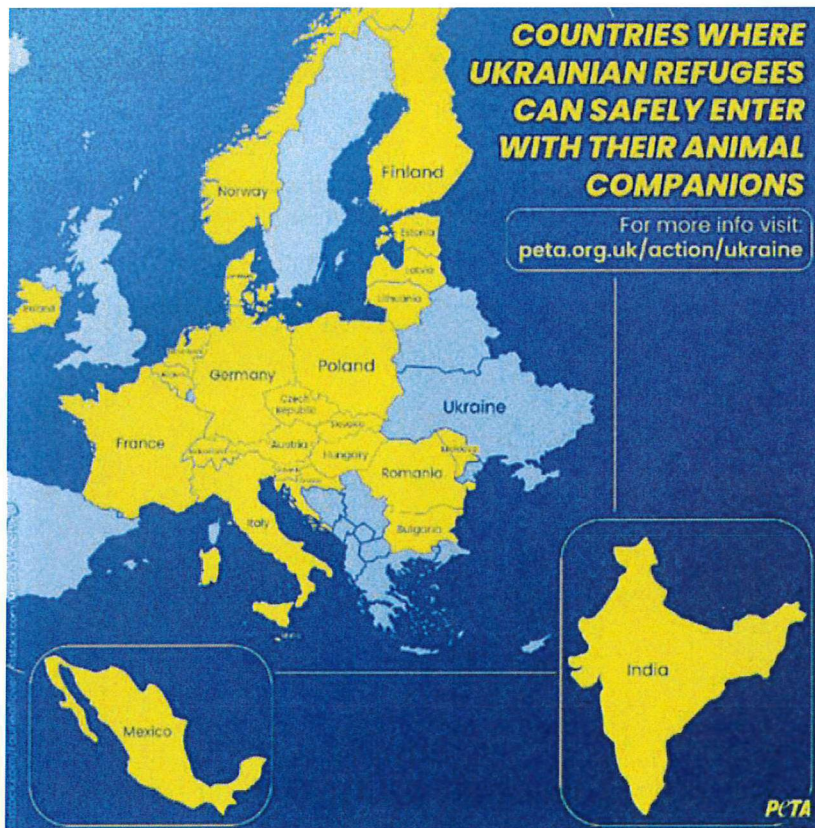 COUNTRIES WHERE
UKRAINIAN REFUGEES
CAN SAFELY ENTER
WITH THEIR ANIMAL
COMPANIONS
For more info visit:
peta.org.uk/action/ukraine
Norway
Finland
Estonia
Latvia
Lithuania
Ireland
Germany
Poland
Czech
Republic
Slovakia
Ukraine
France
Austria
Hungary
Moldova
Romania
Italy
Bulgaria
Mexico
India
PETA